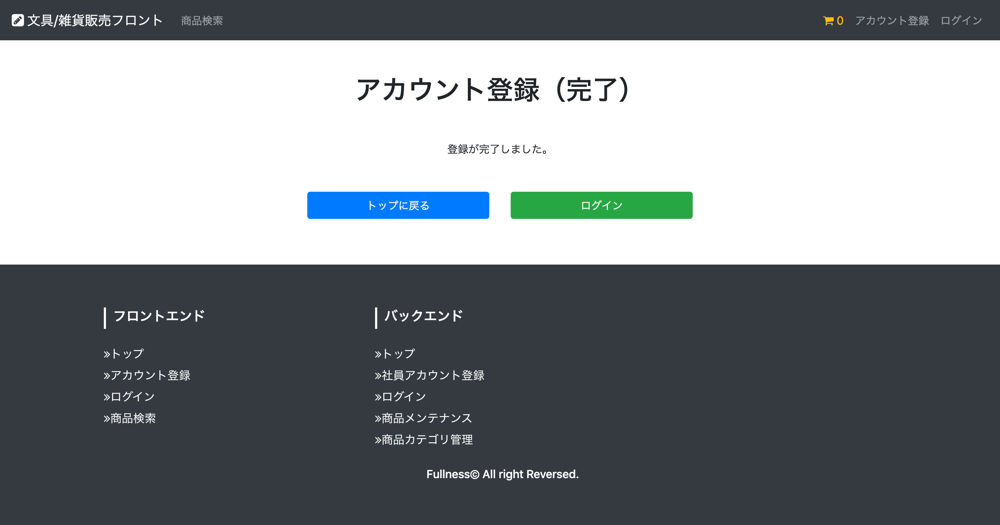 文具/雑貨販売フロント 商品検索 0 アカウント登録 ログイン
アカウント登録（完了）
登録が完了しました。
トップに戻る ログイン
フロントエンド
»トップ
»アカウント登録
»ログイン
»商品検索
バックエンド
»トップ
»社員アカウント登録
»ログイン
»商品メンテナンス
»商品カテゴリ管理
Fullness© All right Reversed.